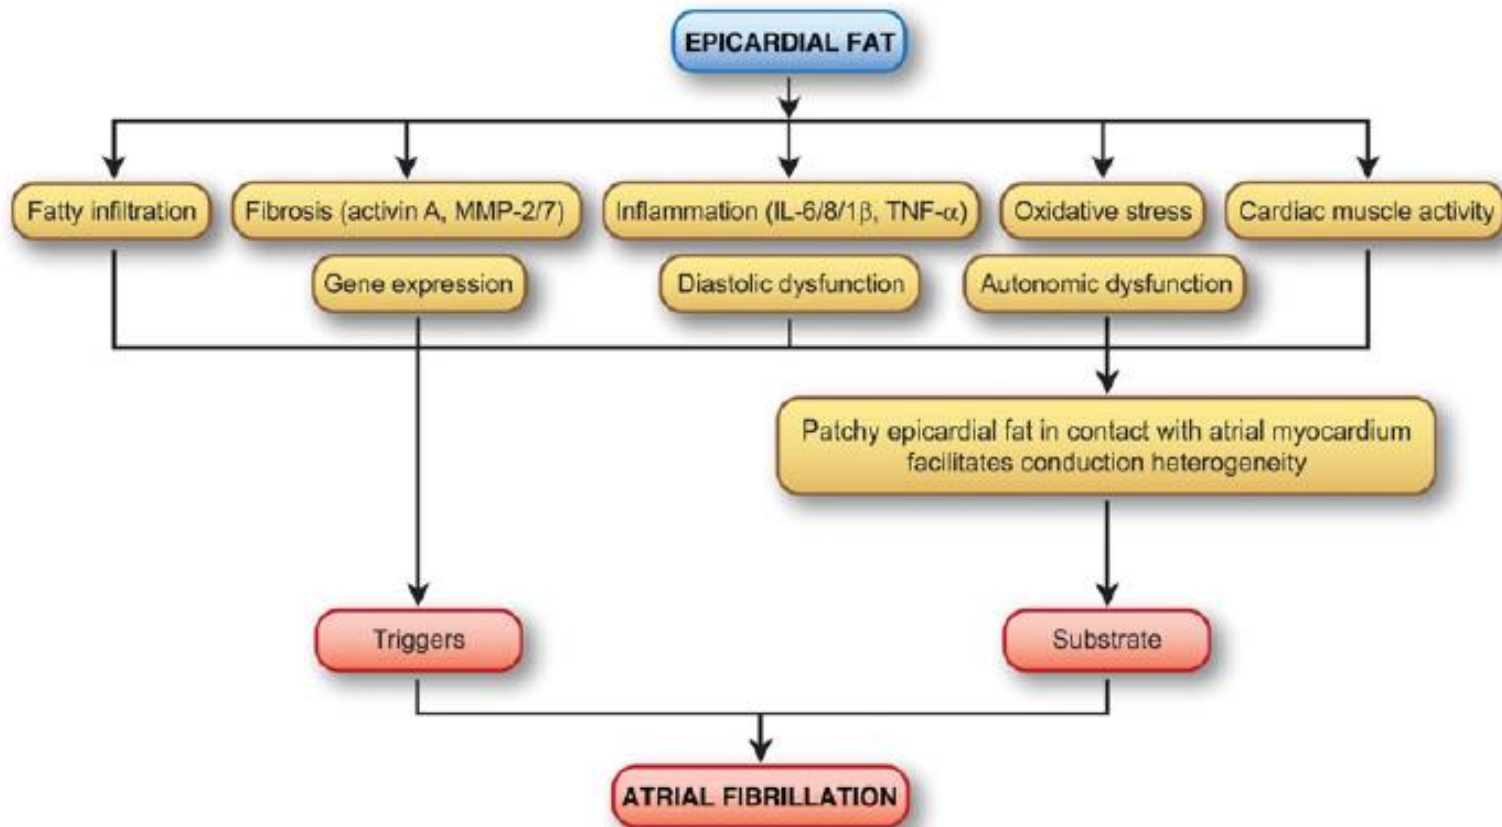 EPICARDIAL FAT
Fatty infiltration
Fibrosis (activin A, MMP-2/7)
Inflammation (IL-6/8/1β, TNF-α)
Oxidative stress
Cardiac muscle activity
Gene expression
Diastolic dysfunction
Autonomic dysfunction
Patchy epicardial fat in contact with atrial myocardium
facilitates conduction heterogeneity
Triggers
Substrate
ATRIAL FIBRILLATION